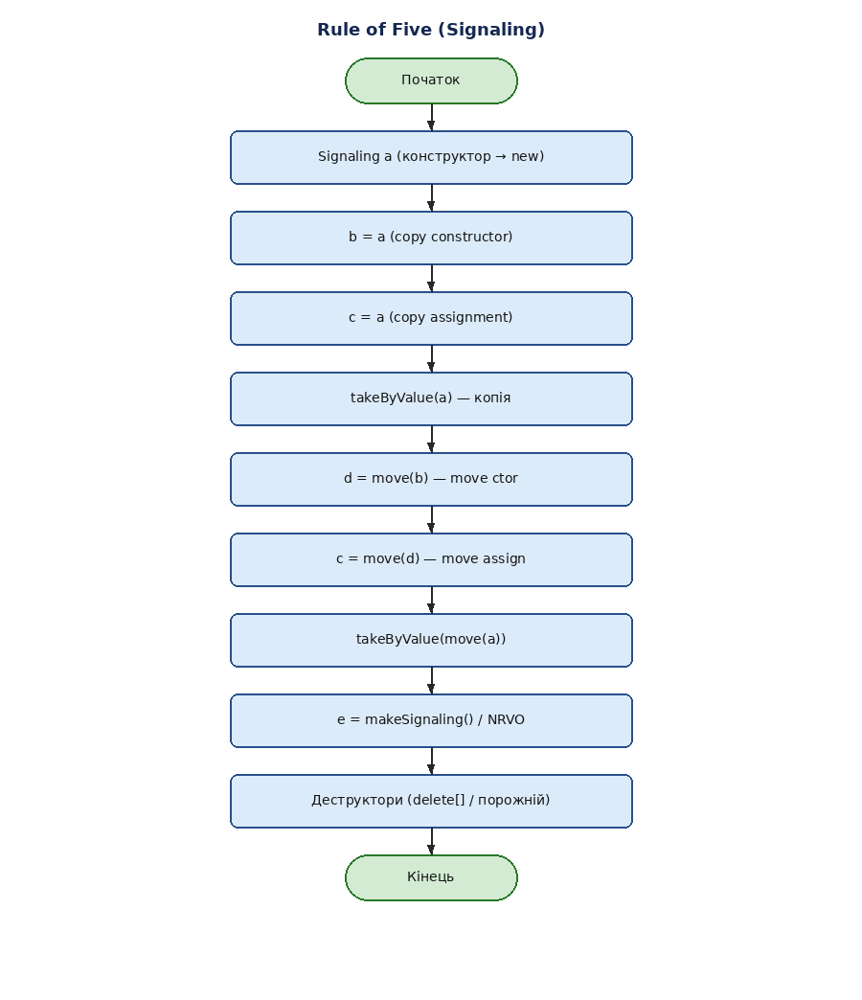 Rule of Five (Signaling)
Початок
Signaling a (конструктор → new)
b = a (copy constructor)
c = a (copy assignment)
takeByValue(a) — копія
d = move(b) — move ctor
c = move(d) — move assign
takeByValue(move(a))
e = makeSignaling() / NRVO
Деструктори (delete[] / порожній)
Кінець